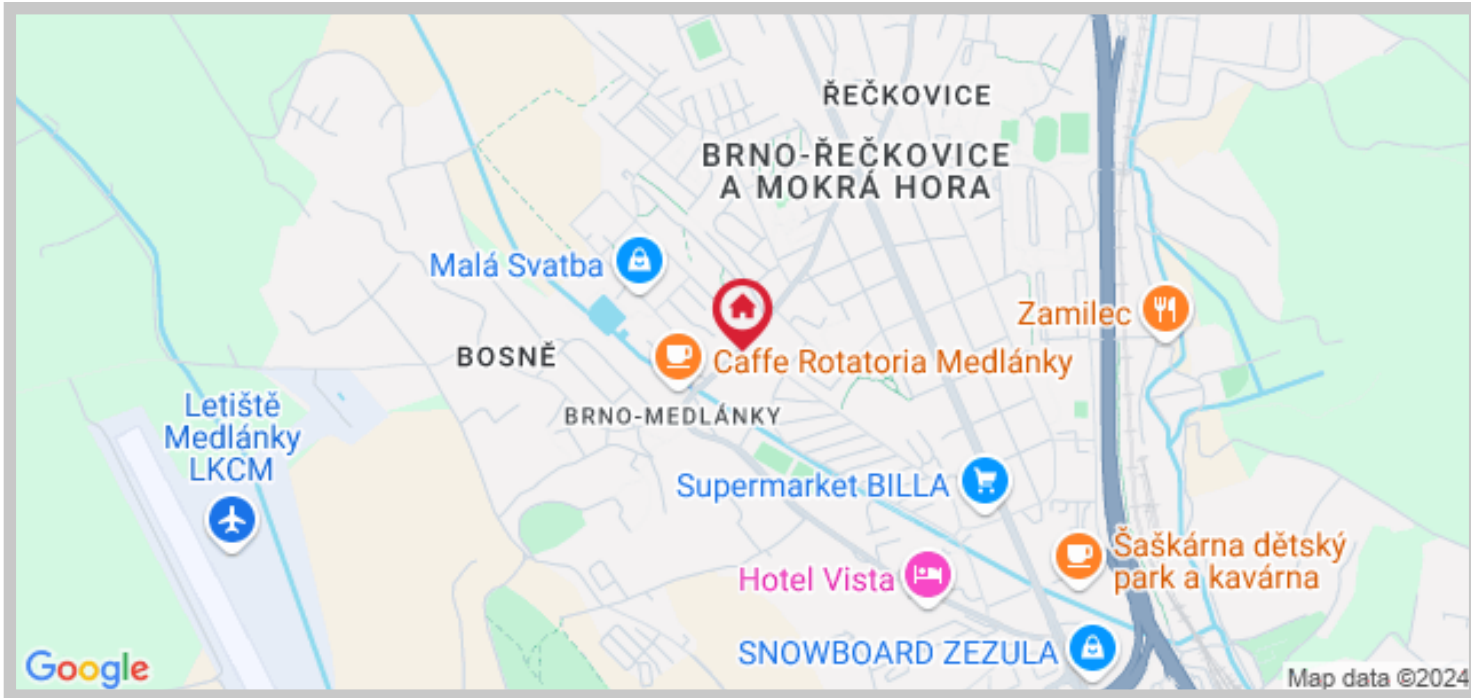 ŘEČKOVICE
BRNO-ŘEČKOVICE
A MOKRÁ HORA
Malá Svatba
Zamilec
BOSNĚ
Caffe Rotatoria Medlánky
Letiště
Medlánky
LKCM
BRNO-MEDLÁNKY
Supermarket BILLA
Šaškárna dětský
park a kavárna
Hotel Vista
SNOWBOARD ZEZULA
Google
Map data ©2024